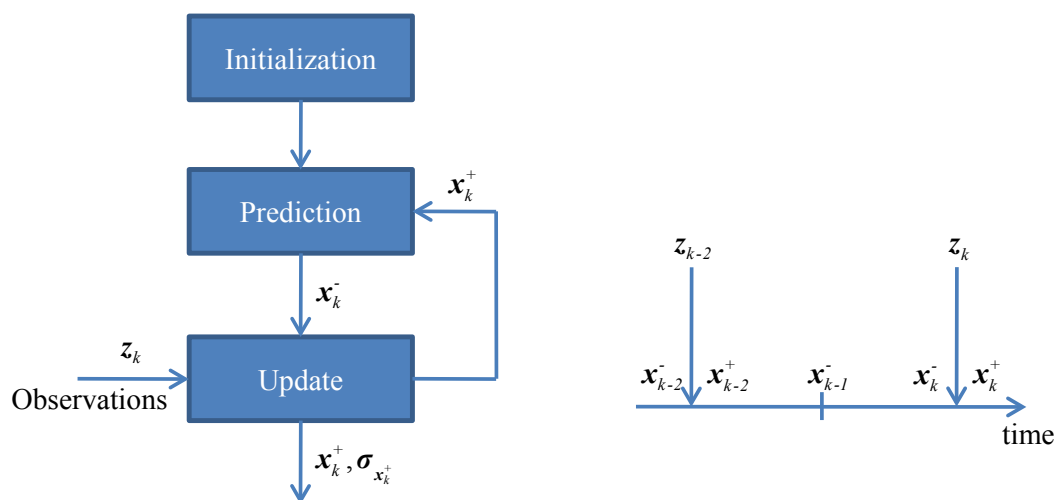 Initialization
Prediction
x_k^+
x_k^-
z_k
Observations
Update
x_k^+, σ_{x_k^+}
z_{k-2}
z_k
x_{k-2}^- x_{k-2}^+ x_{k-1}^- x_k^- x_k^+
time